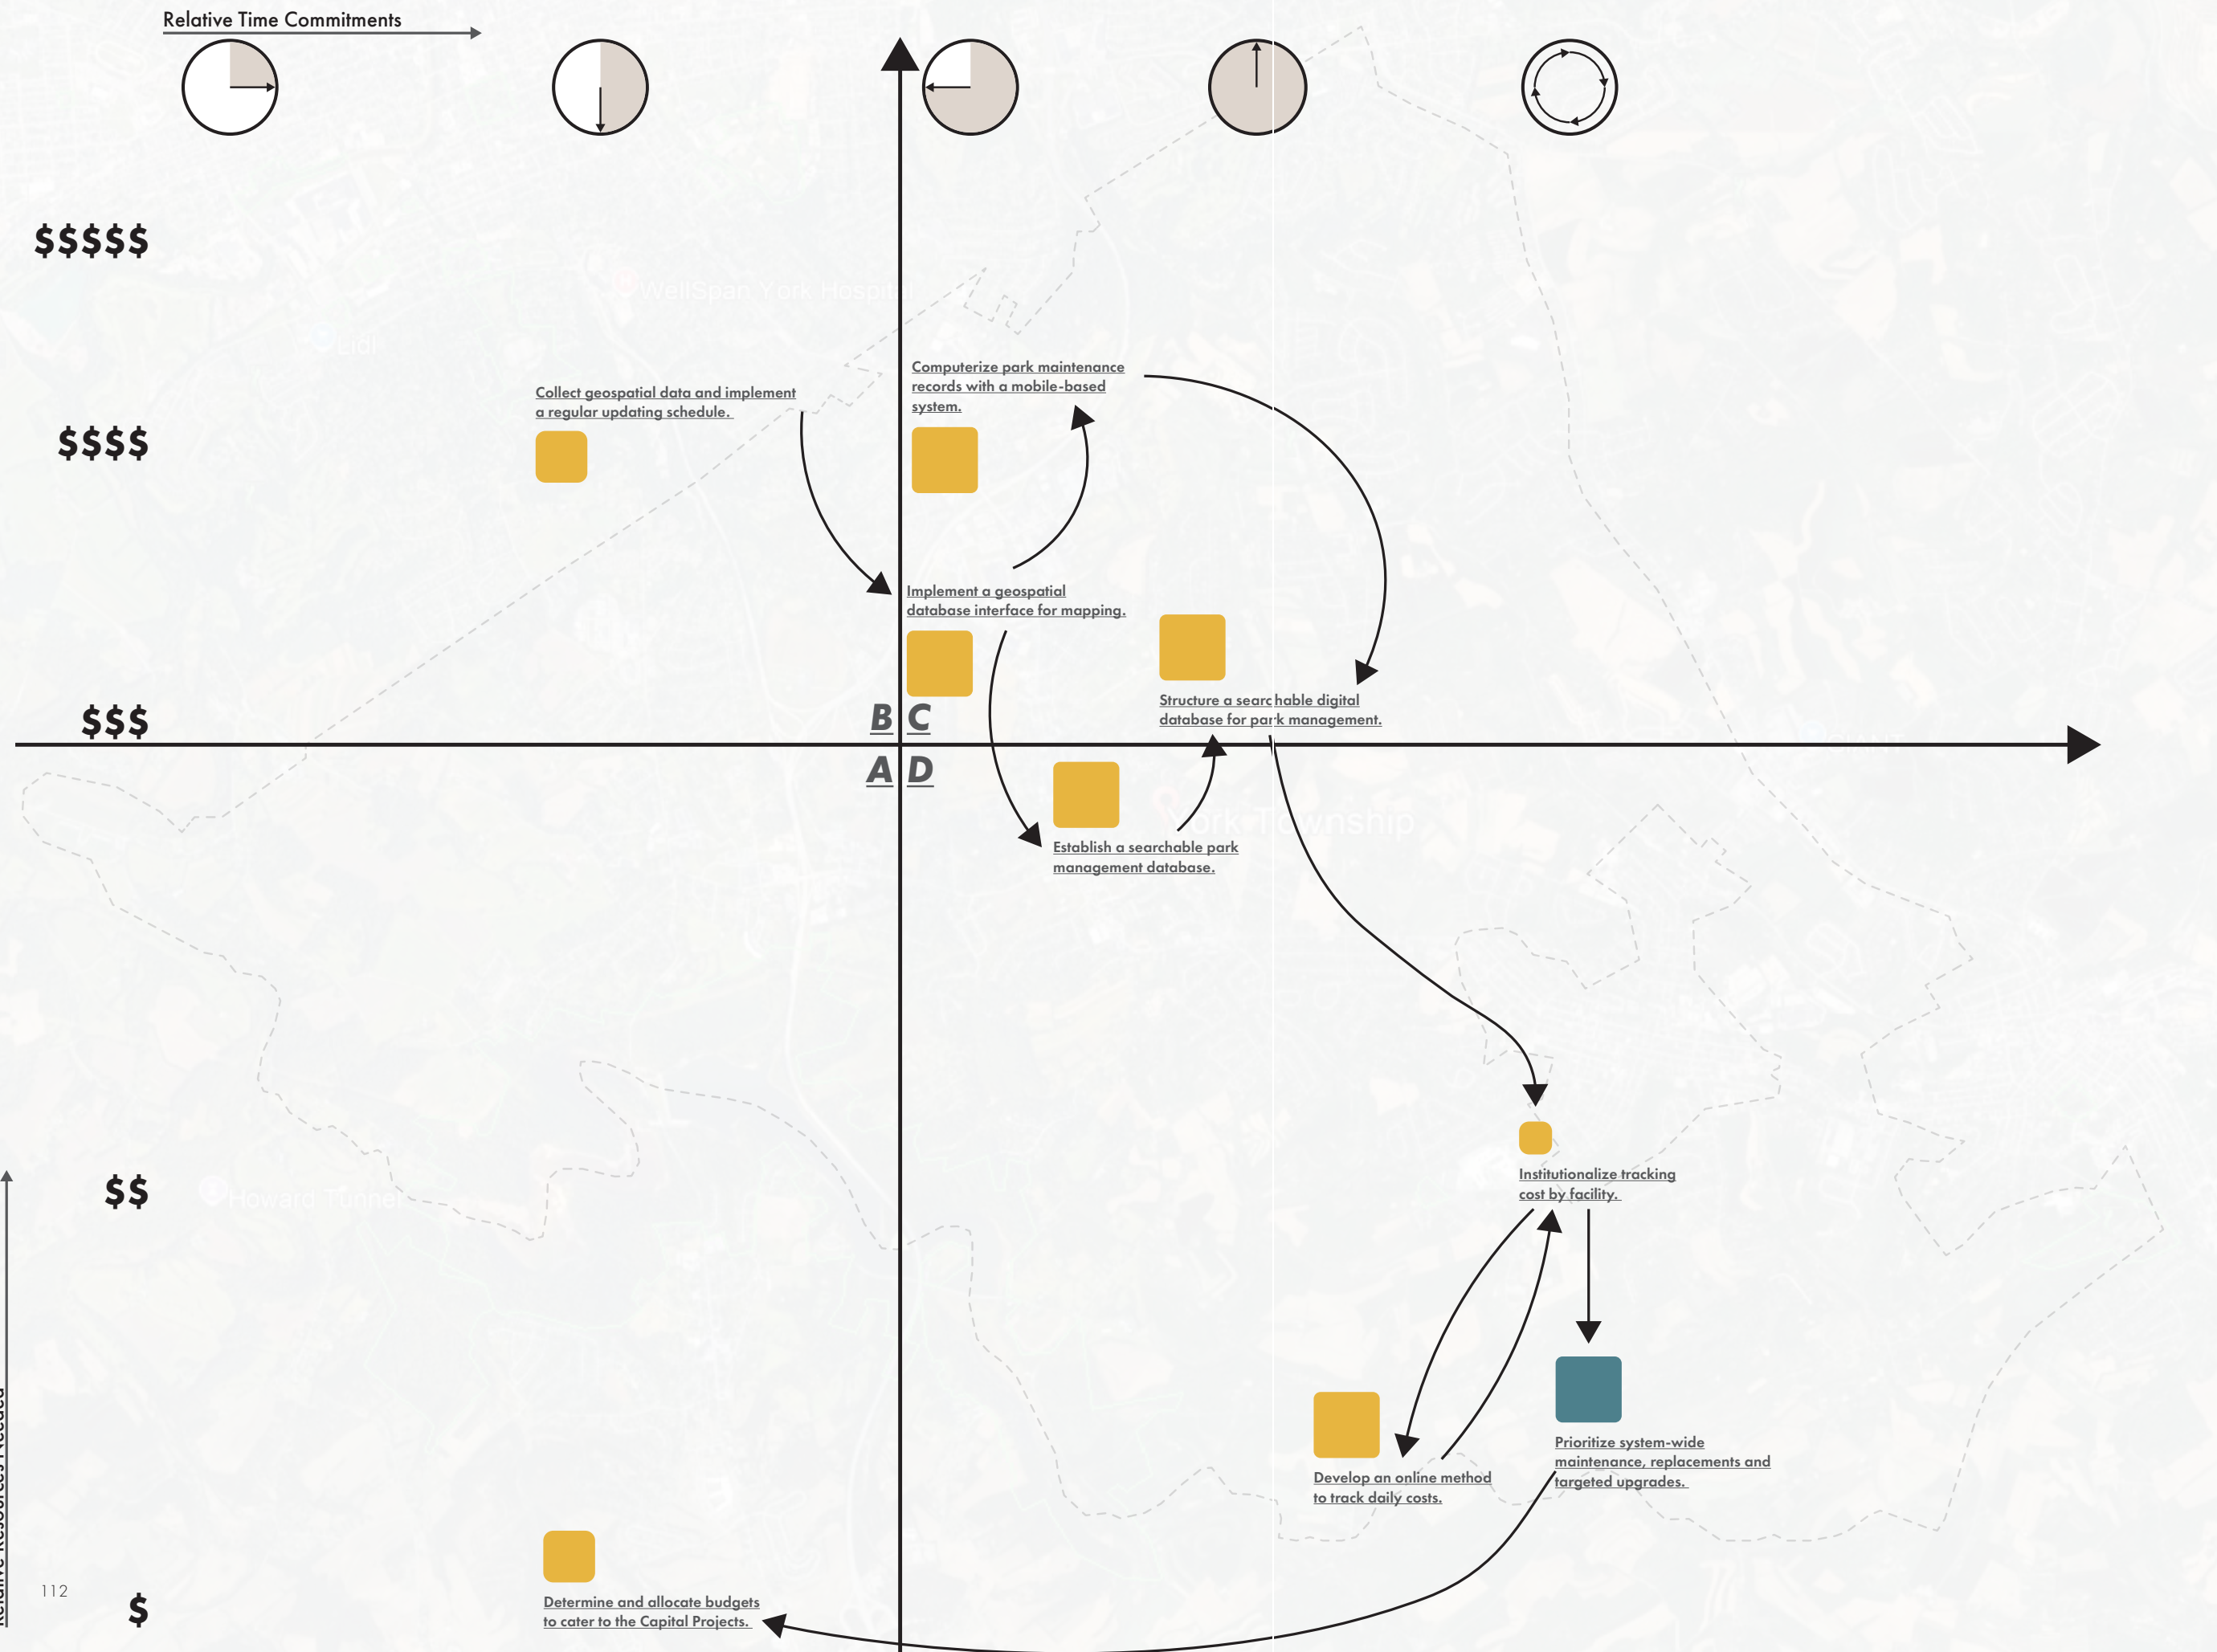 Relative Time Commitments
$$$$$
WellSpan York Hospital
Lidl
Computerize park maintenance
records with a mobile-based
system.
Collect geospatial data and implement
a regular updating schedule.
$$$$
Implement a geospatial
database interface for mapping.
Structure a searchable digital
database for park management.
$$$
B C
A D
GIANT
York Township
Establish a searchable park
management database.
Institutionalize tracking
cost by facility.
$$
Howard Tunnel
Relative Resources Needed
Prioritize system-wide
maintenance, replacements and
targeted upgrades.
Develop an online method
to track daily costs.
112
$
Determine and allocate budgets
to cater to the Capital Projects.